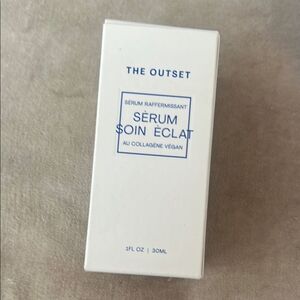 THE OUTSET
SÉRUM RAFFERMISSANT
SÉRUM
SOIN ÉCLAT
AU COLLAGÈNE VÉGAN
1FL OZ | 30ML